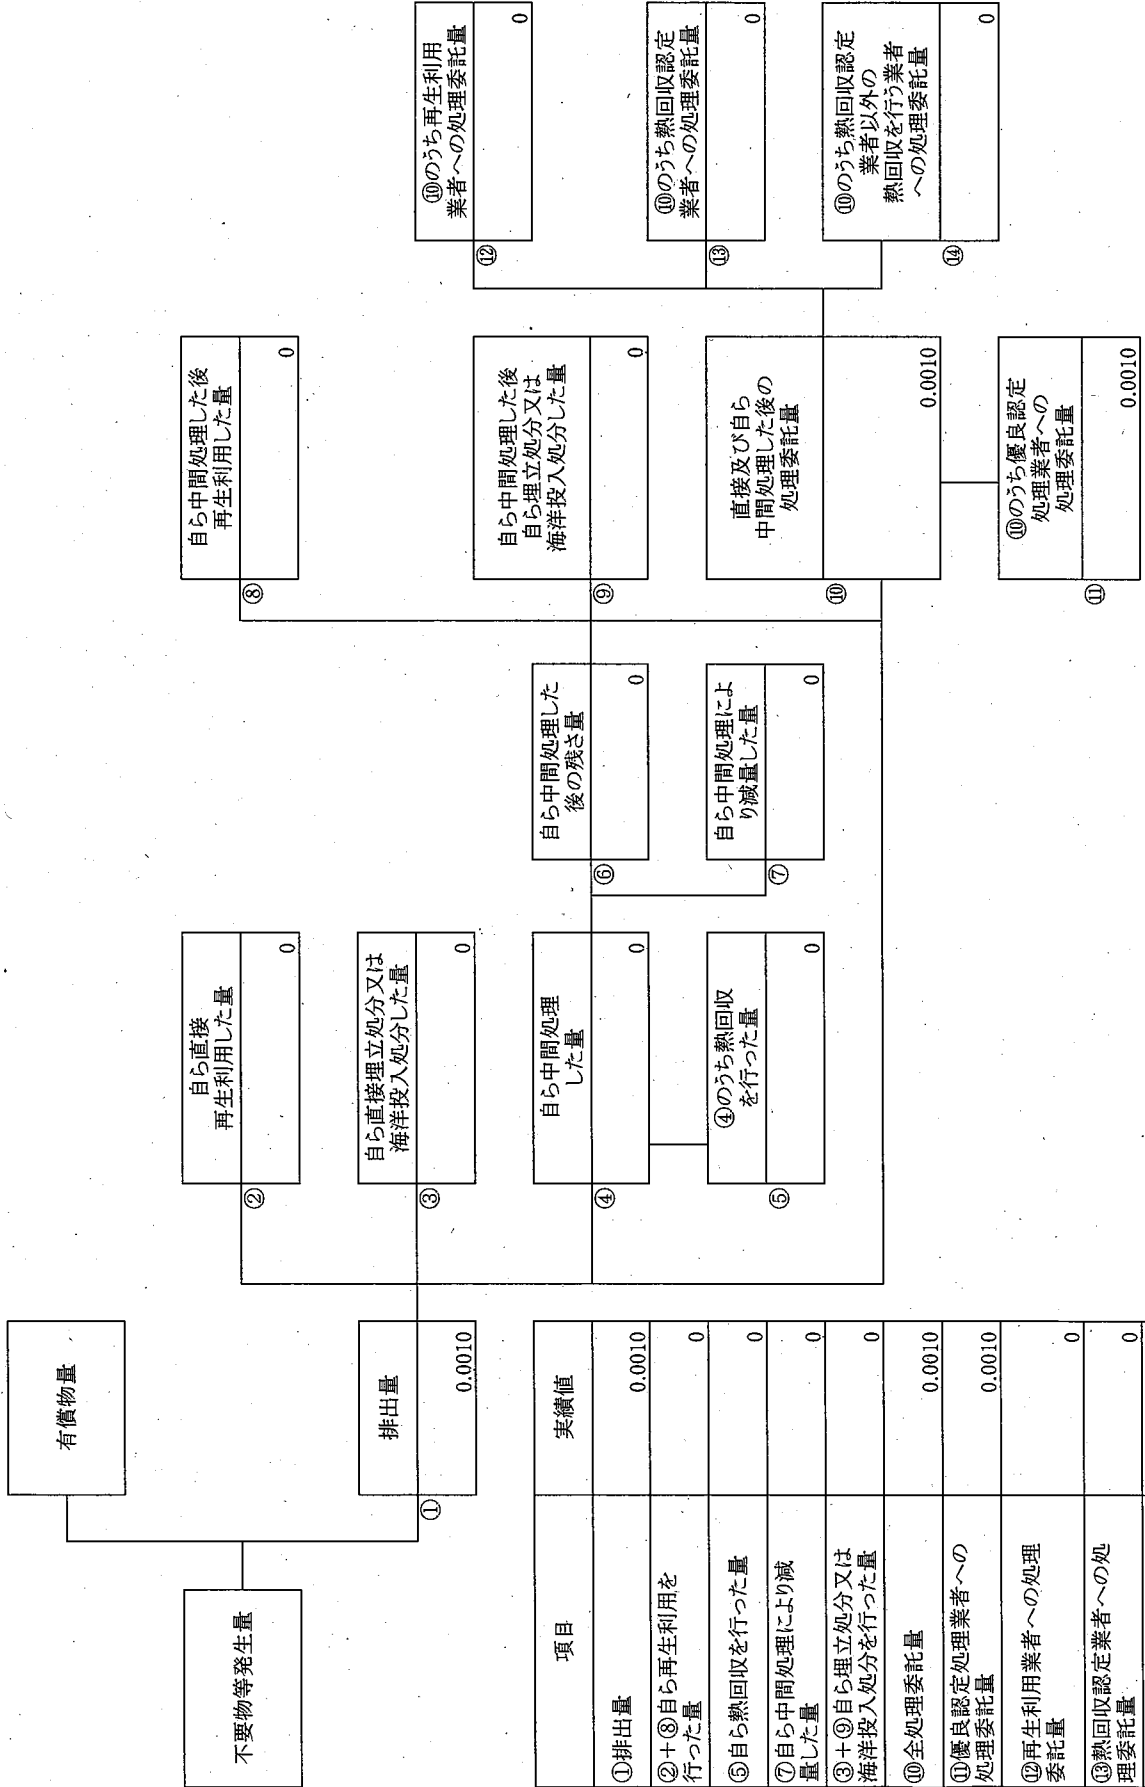 不要物等発生量
有償物量
排出量
①
0.0010
自ら直接
再生利用した量
②
0
自ら直接埋立処分又は
海洋投入処分した量
③
0
自ら中間処理
した量
④
0
④のうち熱回収
を行った量
⑤
0
自ら中間処理した
後の残さ量
⑥
0
自ら中間処理によ
り減量した量
⑦
0
自ら中間処理した後
再生利用した量
⑧
0
自ら中間処理した後
自ら埋立処分又は
海洋投入処分した量
⑨
0
直接及び自ら
中間処理した後の
処理委託量
⑩
0.0010
⑩のうち優良認定
処理業者への
処理委託量
⑪
0.0010
⑩のうち再生利用
業者への処理委託量
⑫
0
⑩のうち熱回収認定
業者への処理委託量
⑬
0
⑩のうち熱回収認定
業者以外の
熱回収を行う業者
への処理委託量
⑭
0
項目 実績値
①排出量 0.0010
②+⑧自ら再生利用を
行った量 0
⑤自ら熱回収を行った量 0
⑦自ら中間処理により減
量した量 0
③+⑨自ら埋立処分又は
海洋投入処分を行った量 0
⑩全処理委託量 0.0010
⑪優良認定処理業者への
処理委託量 0.0010
⑫再生利用業者への処理
委託量 0
⑬熱回収認定業者への処
理委託量 0